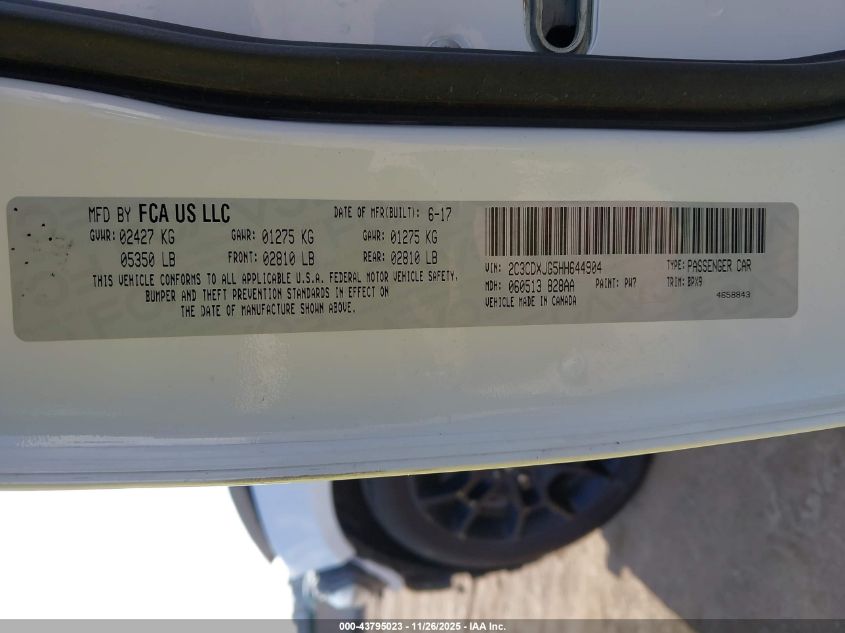 MFD BY FCA US LLC DATE OF MFR(BUILT): 6-17
GVWR: 02427 KG GAWR: 01275 KG GAWR: 01275 KG
05350 LB FRONT: 02810 LB REAR: 02810 LB
THIS VEHICLE CONFORMS TO ALL APPLICABLE U.S.A. FEDERAL MOTOR VEHICLE SAFETY,
BUMPER AND THEFT PREVENTION STANDARDS IN EFFECT ON
THE DATE OF MANUFACTURE SHOWN ABOVE.
VIN: 2C3CDXJG5HH644904 TYPE: PASSENGER CAR
MDH: 060513 828AA PAINT: PW7 TRIM: BPX9
VEHICLE MADE IN CANADA 4658843
000-43795023 — 11/26/2025 — IAA Inc.